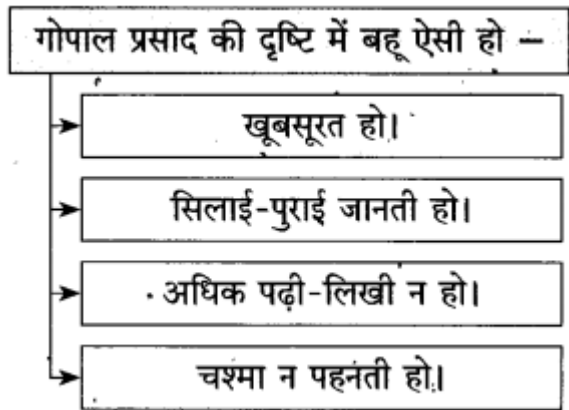 गोपाल प्रसाद की दृष्टि में बहू ऐसी हो –
खूबसूरत हो।
सिलाई-पुराई जानती हो।
अधिक पढ़ी-लिखी न हो।
चश्मा न पहनती हो।